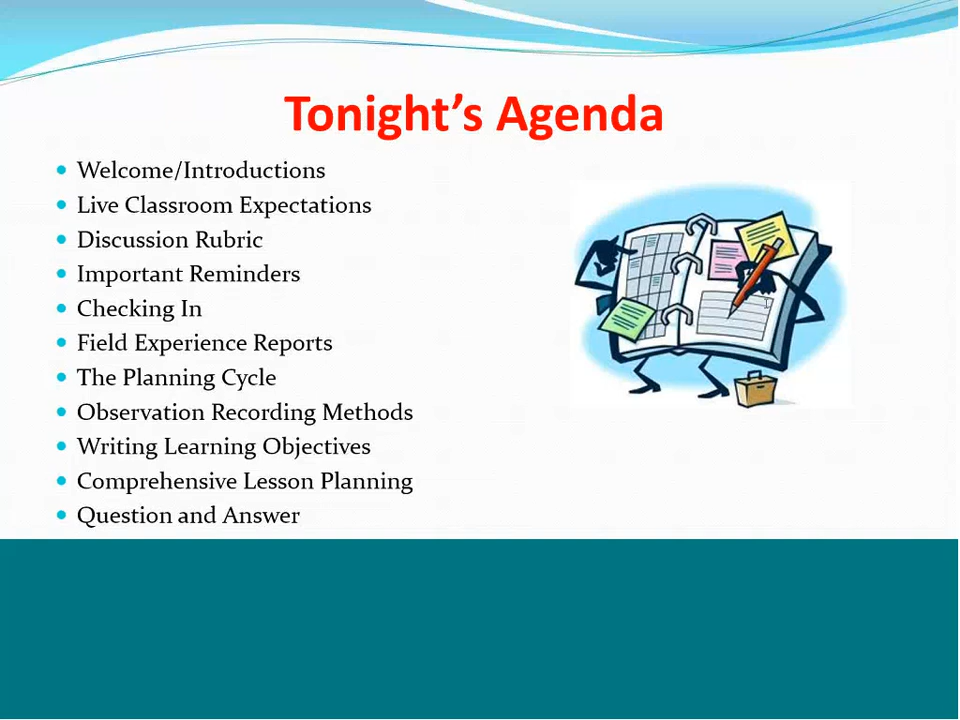 Tonight’s Agenda
Welcome/Introductions
Live Classroom Expectations
Discussion Rubric
Important Reminders
Checking In
Field Experience Reports
The Planning Cycle
Observation Recording Methods
Writing Learning Objectives
Comprehensive Lesson Planning
Question and Answer